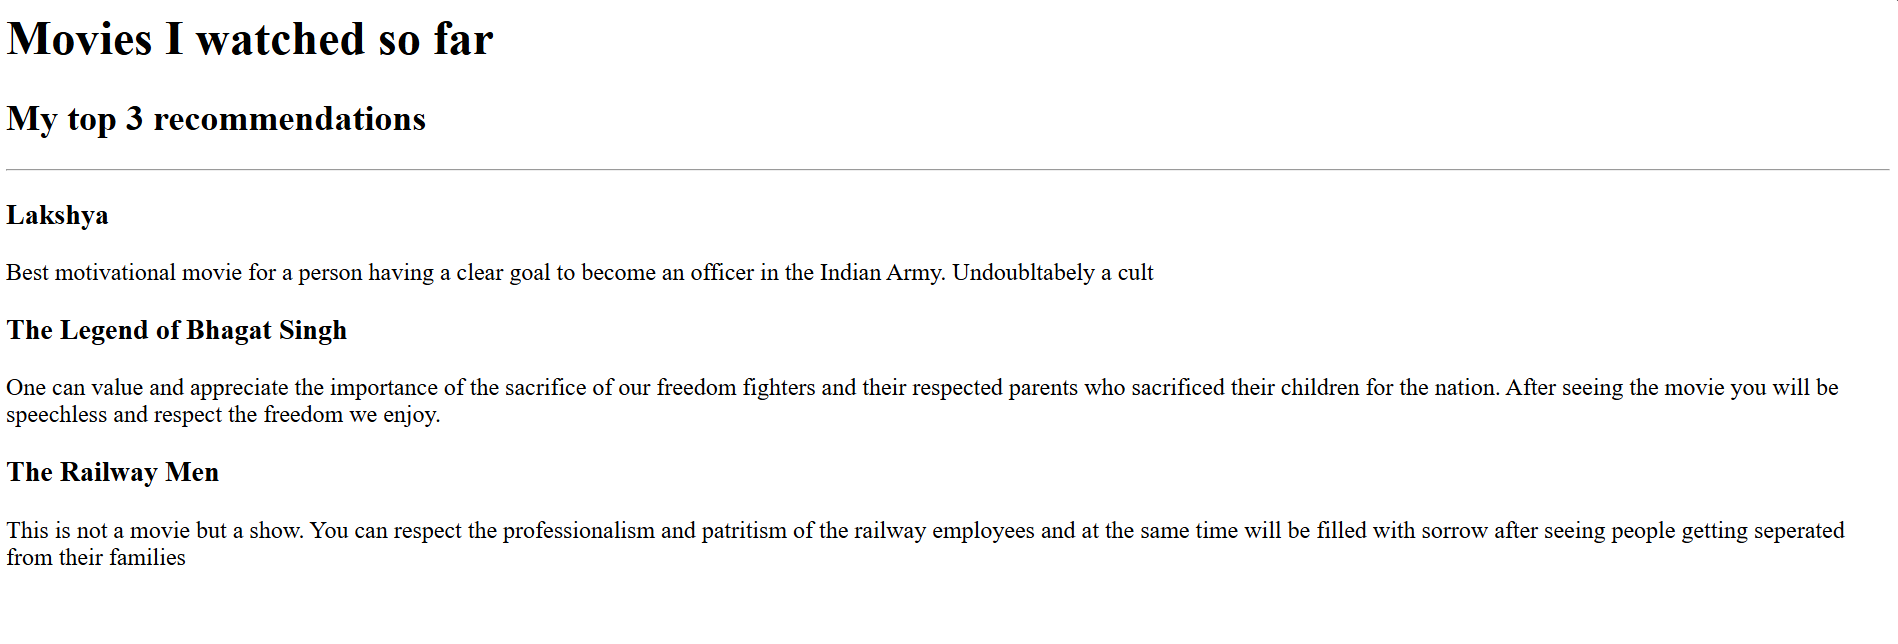 Movies I watched so far
My top 3 recommendations
Lakshya
Best motivational movie for a person having a clear goal to become an officer in the Indian Army. Undoubltabely a cult
The Legend of Bhagat Singh
One can value and appreciate the importance of the sacrifice of our freedom fighters and their respected parents who sacrificed their children for the nation. After seeing the movie you will be
speechless and respect the freedom we enjoy.
The Railway Men
This is not a movie but a show. You can respect the professionalism and patritism of the railway employees and at the same time will be filled with sorrow after seeing people getting seperated
from their families